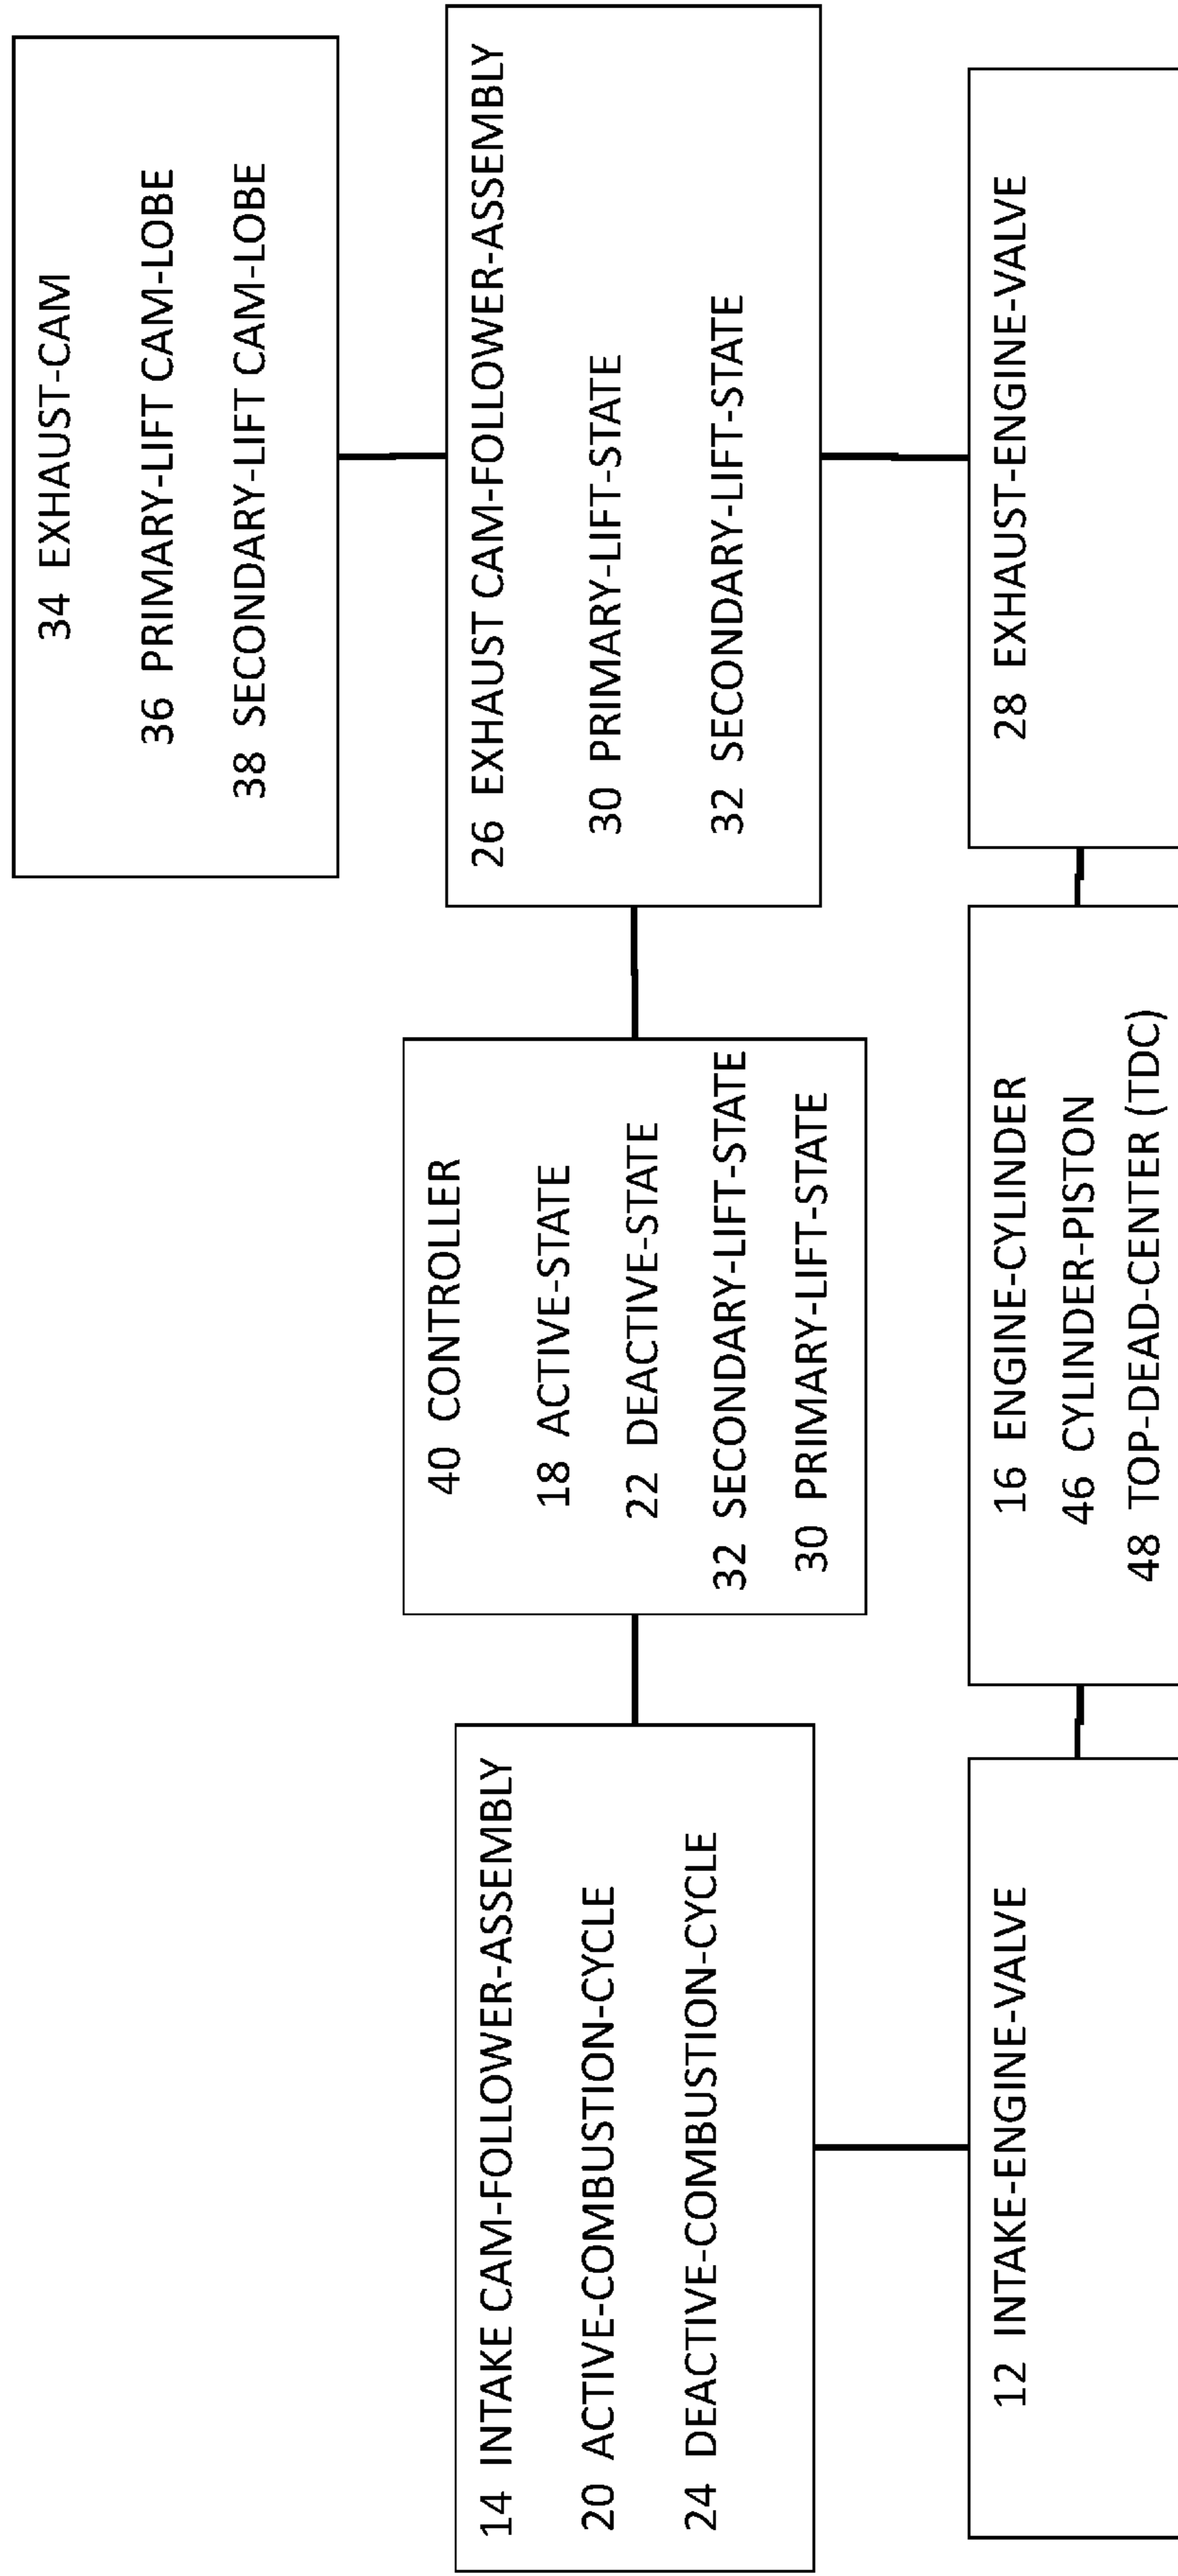 34 EXHAUST-CAM
36 PRIMARY-LIFT CAM-LOBE
38 SECONDARY-LIFT CAM-LOBE
14 INTAKE CAM-FOLLOWER-ASSEMBLY
20 ACTIVE-COMBUSTION-CYCLE
24 DEACTIVE-COMBUSTION-CYCLE
40 CONTROLLER
18 ACTIVE-STATE
22 DEACTIVE-STATE
32 SECONDARY-LIFT-STATE
30 PRIMARY-LIFT-STATE
26 EXHAUST CAM-FOLLOWER-ASSEMBLY
30 PRIMARY-LIFT-STATE
32 SECONDARY-LIFT-STATE
12 INTAKE-ENGINE-VALVE
16 ENGINE-CYLINDER
46 CYLINDER-PISTON
48 TOP-DEAD-CENTER (TDC)
28 EXHAUST-ENGINE-VALVE